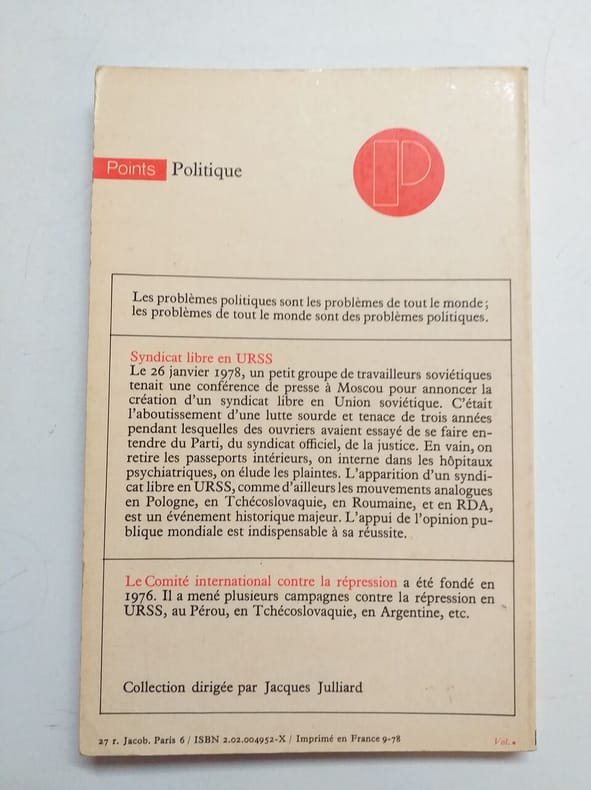 Points Politique
P
Les problèmes politiques sont les problèmes de tout le monde;
les problèmes de tout le monde sont des problèmes politiques.
Syndicat libre en URSS
Le 26 janvier 1978, un petit groupe de travailleurs soviétiques
tenait une conférence de presse à Moscou pour annoncer la
création d'un syndicat libre en Union soviétique. C'était
l'aboutissement d'une lutte sourde et tenace de trois années
pendant lesquelles des ouvriers avaient essayé de se faire en-
tendre du Parti, du syndicat officiel, de la justice. En vain, on
retire les passeports intérieurs, on interne dans les hôpitaux
psychiatriques, on élude les plaintes. L'apparition d'un syndi-
cat libre en URSS, comme d'ailleurs les mouvements analogues
en Pologne, en Tchécoslovaquie, en Roumaine, et en RDA,
est un événement historique majeur. L'appui de l'opinion pu-
blique mondiale est indispensable à sa réussite.
Le Comité international contre la répression a été fondé en
1976. Il a mené plusieurs campagnes contre la répression en
URSS, au Pérou, en Tchécoslovaquie, en Argentine, etc.
Collection dirigée par Jacques Julliard
27 r. Jacob. Paris 6 / ISBN 2.02.004952-X / Imprimé en France 9-78
Vol.